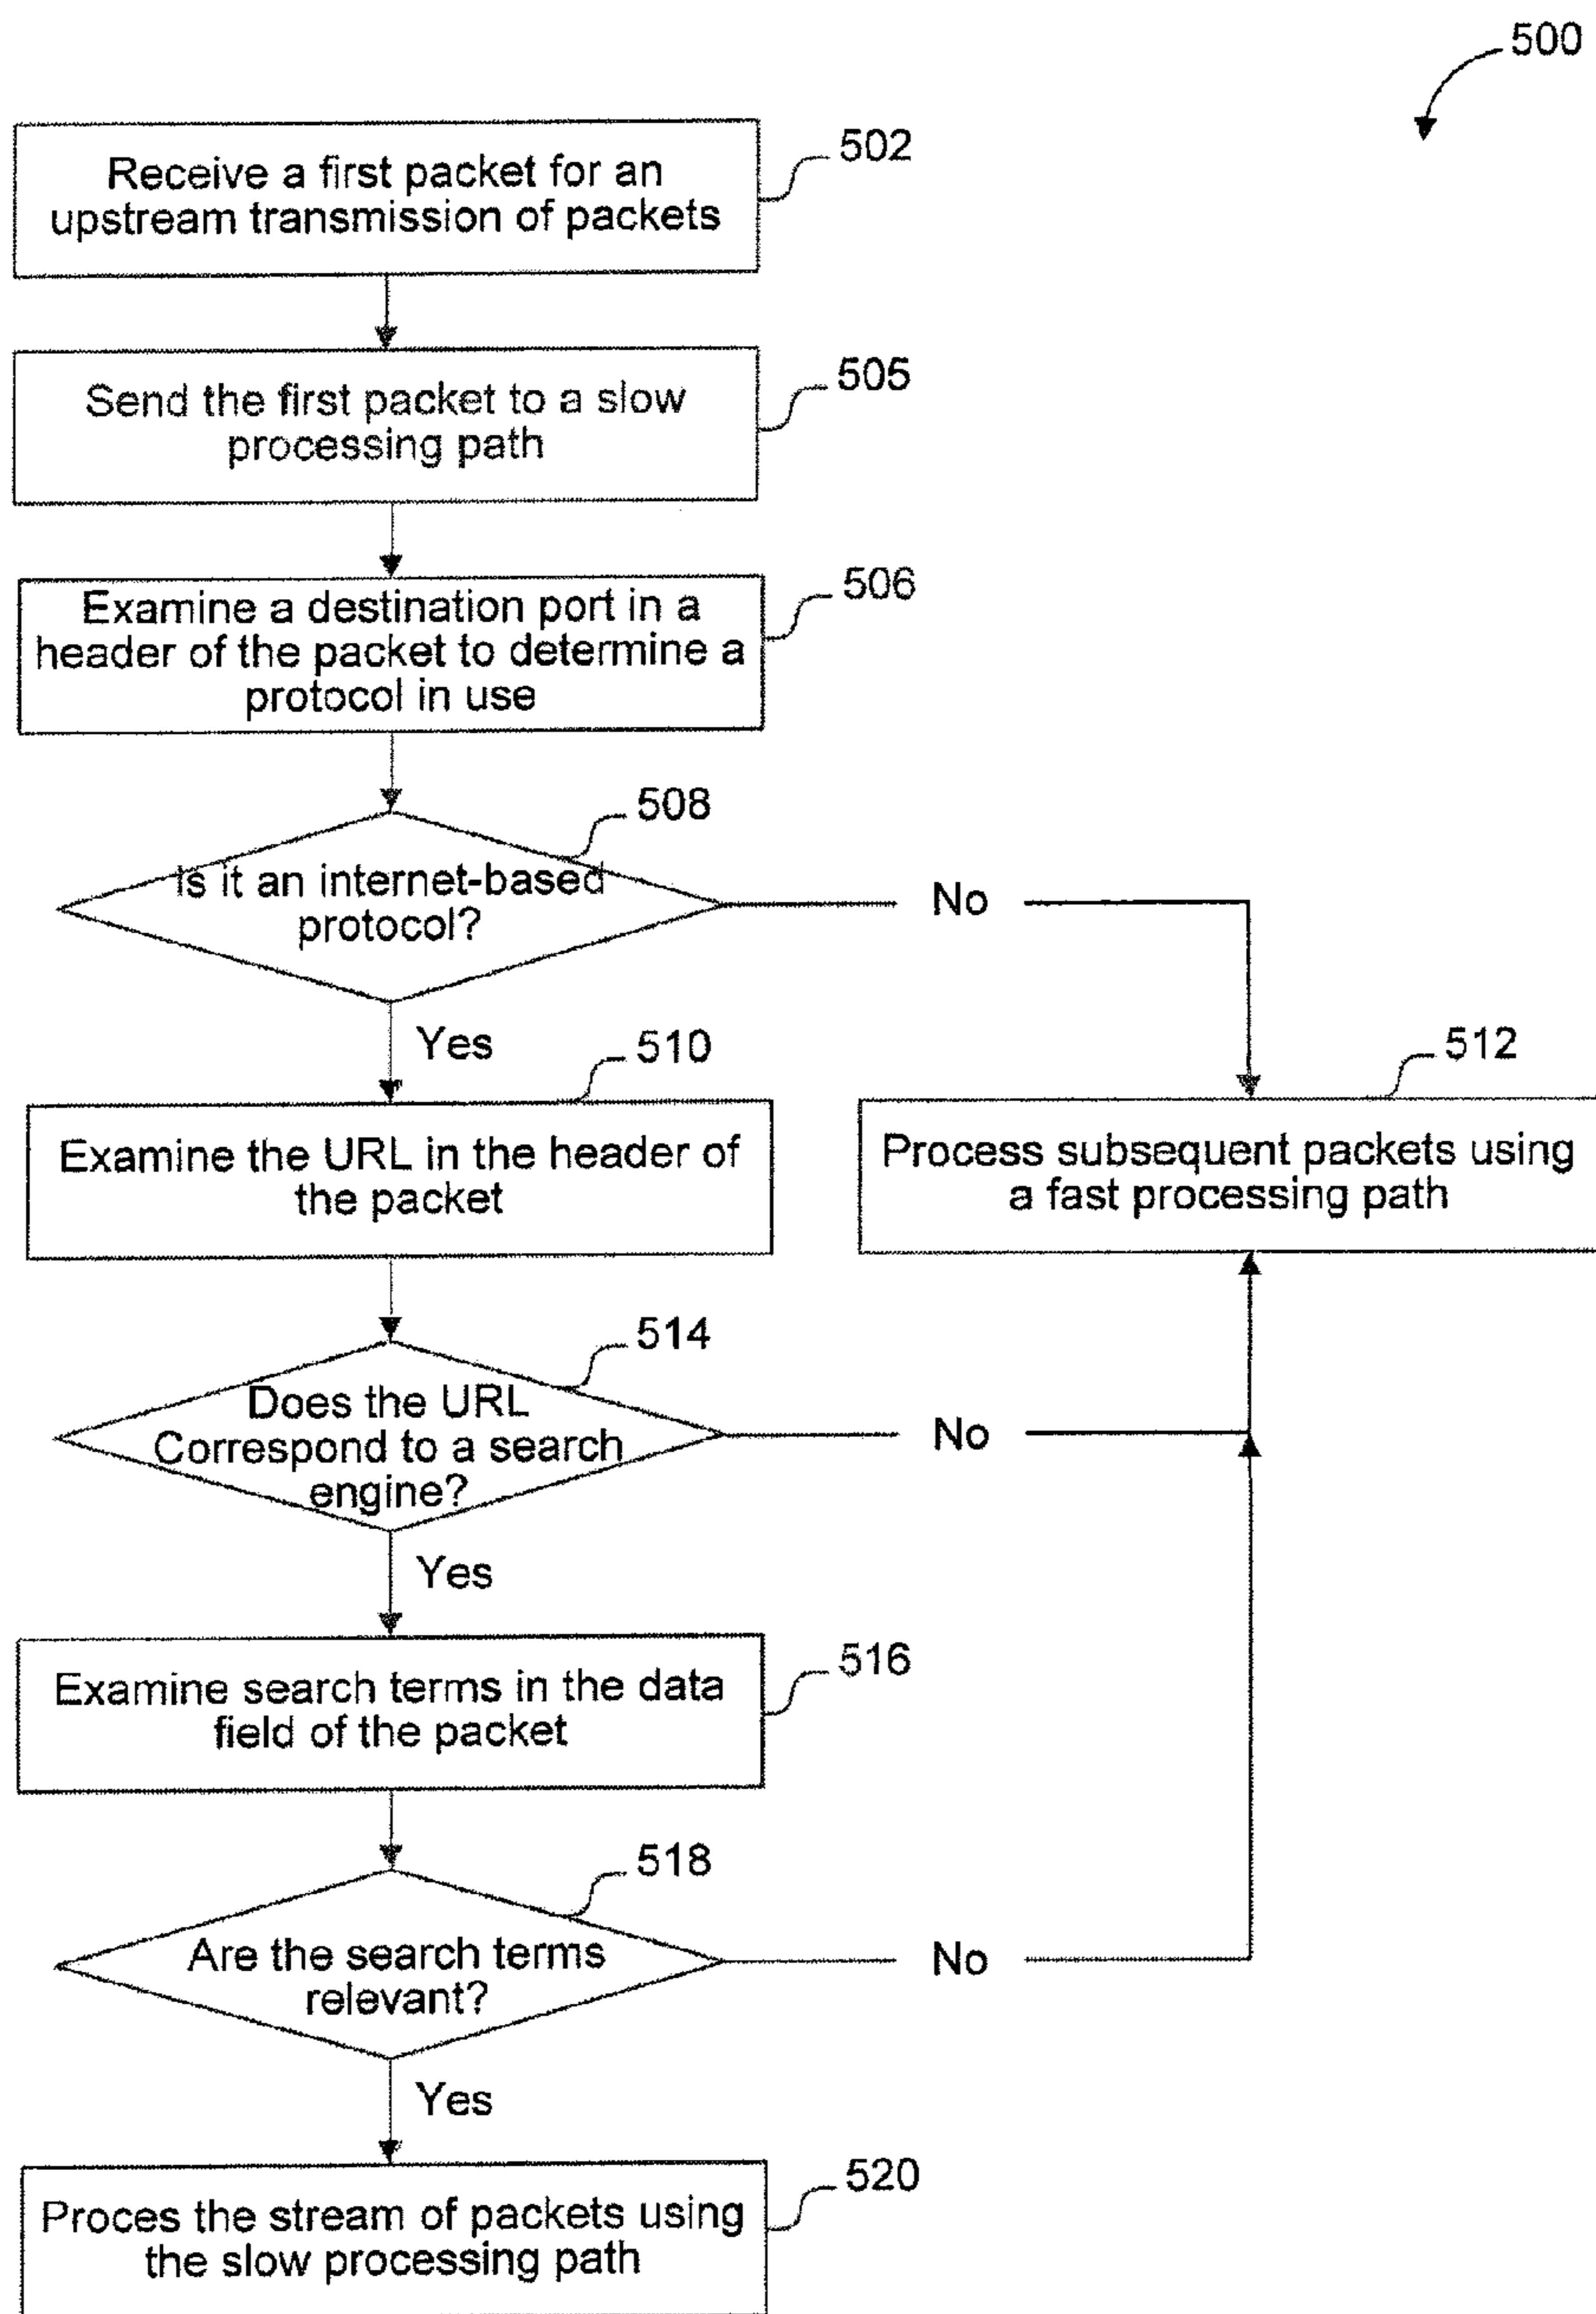 500
502
Receive a first packet for an
upstream transmission of packets
505
Send the first packet to a slow
processing path
506
Examine a destination port in a
header of the packet to determine a
protocol in use
508
Is it an internet-based
protocol?
No
Yes
510
Examine the URL in the header of
the packet
512
Process subsequent packets using
a fast processing path
514
Does the URL
Correspond to a search
engine?
No
Yes
516
Examine search terms in the data
field of the packet
518
Are the search terms
relevant?
No
Yes
520
Proces the stream of packets using
the slow processing path